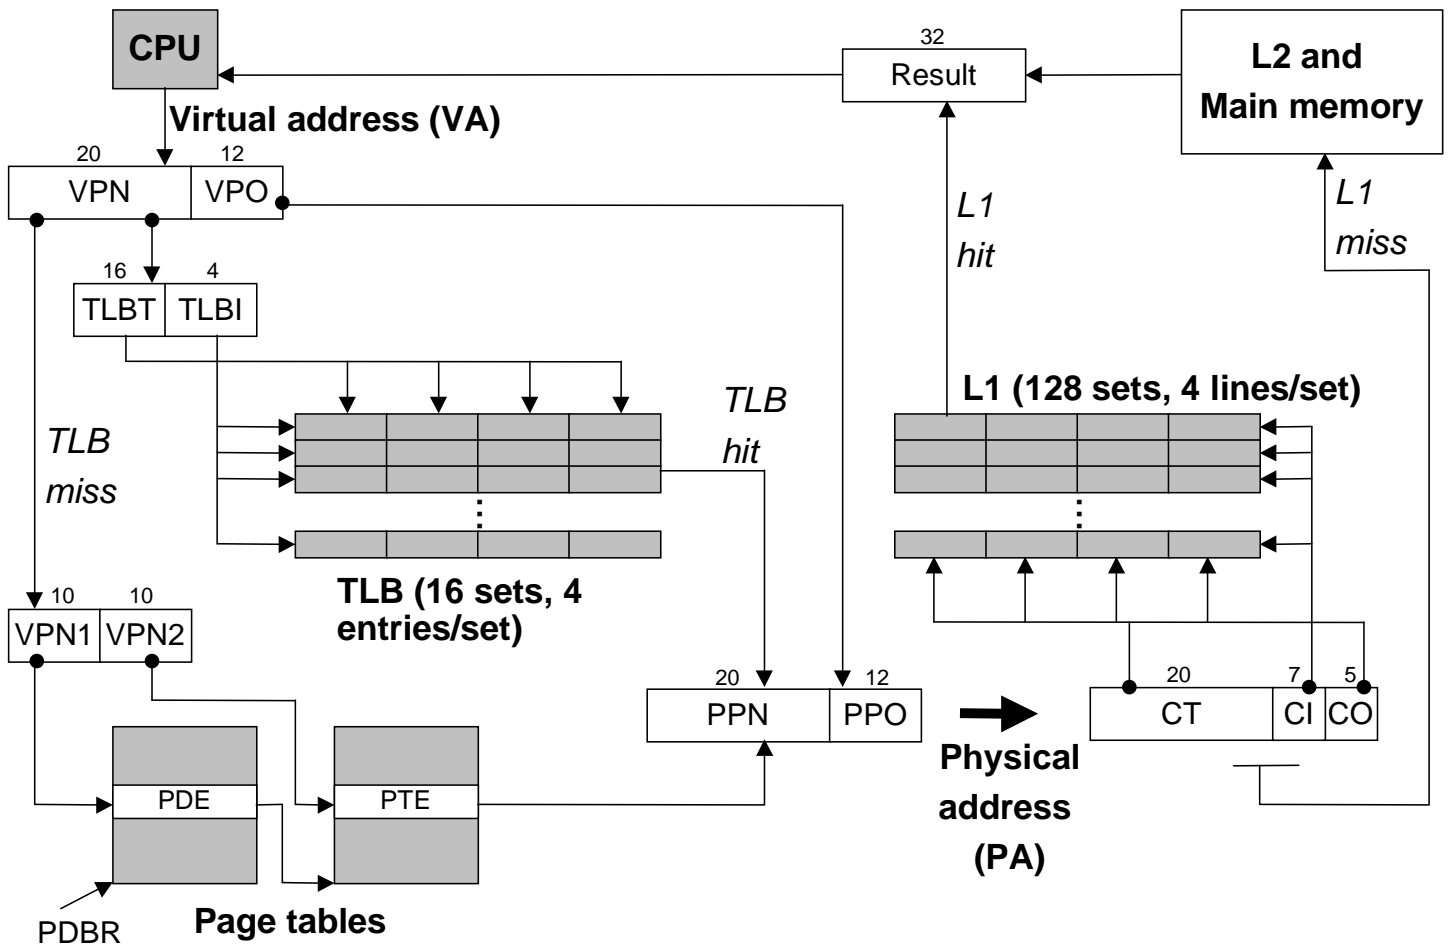 CPU
32
Result
L2 and
Main memory
Virtual address (VA)
20 12
VPN VPO
L1
hit
L1
miss
16 4
TLBT TLBI
TLB
hit
L1 (128 sets, 4 lines/set)
TLB
miss
TLB (16 sets, 4
entries/set)
10 10
VPN1 VPN2
20 12
PPN PPO
20 7 5
CT CI CO
Physical
address
(PA)
PDE
PTE
PDBR
Page tables